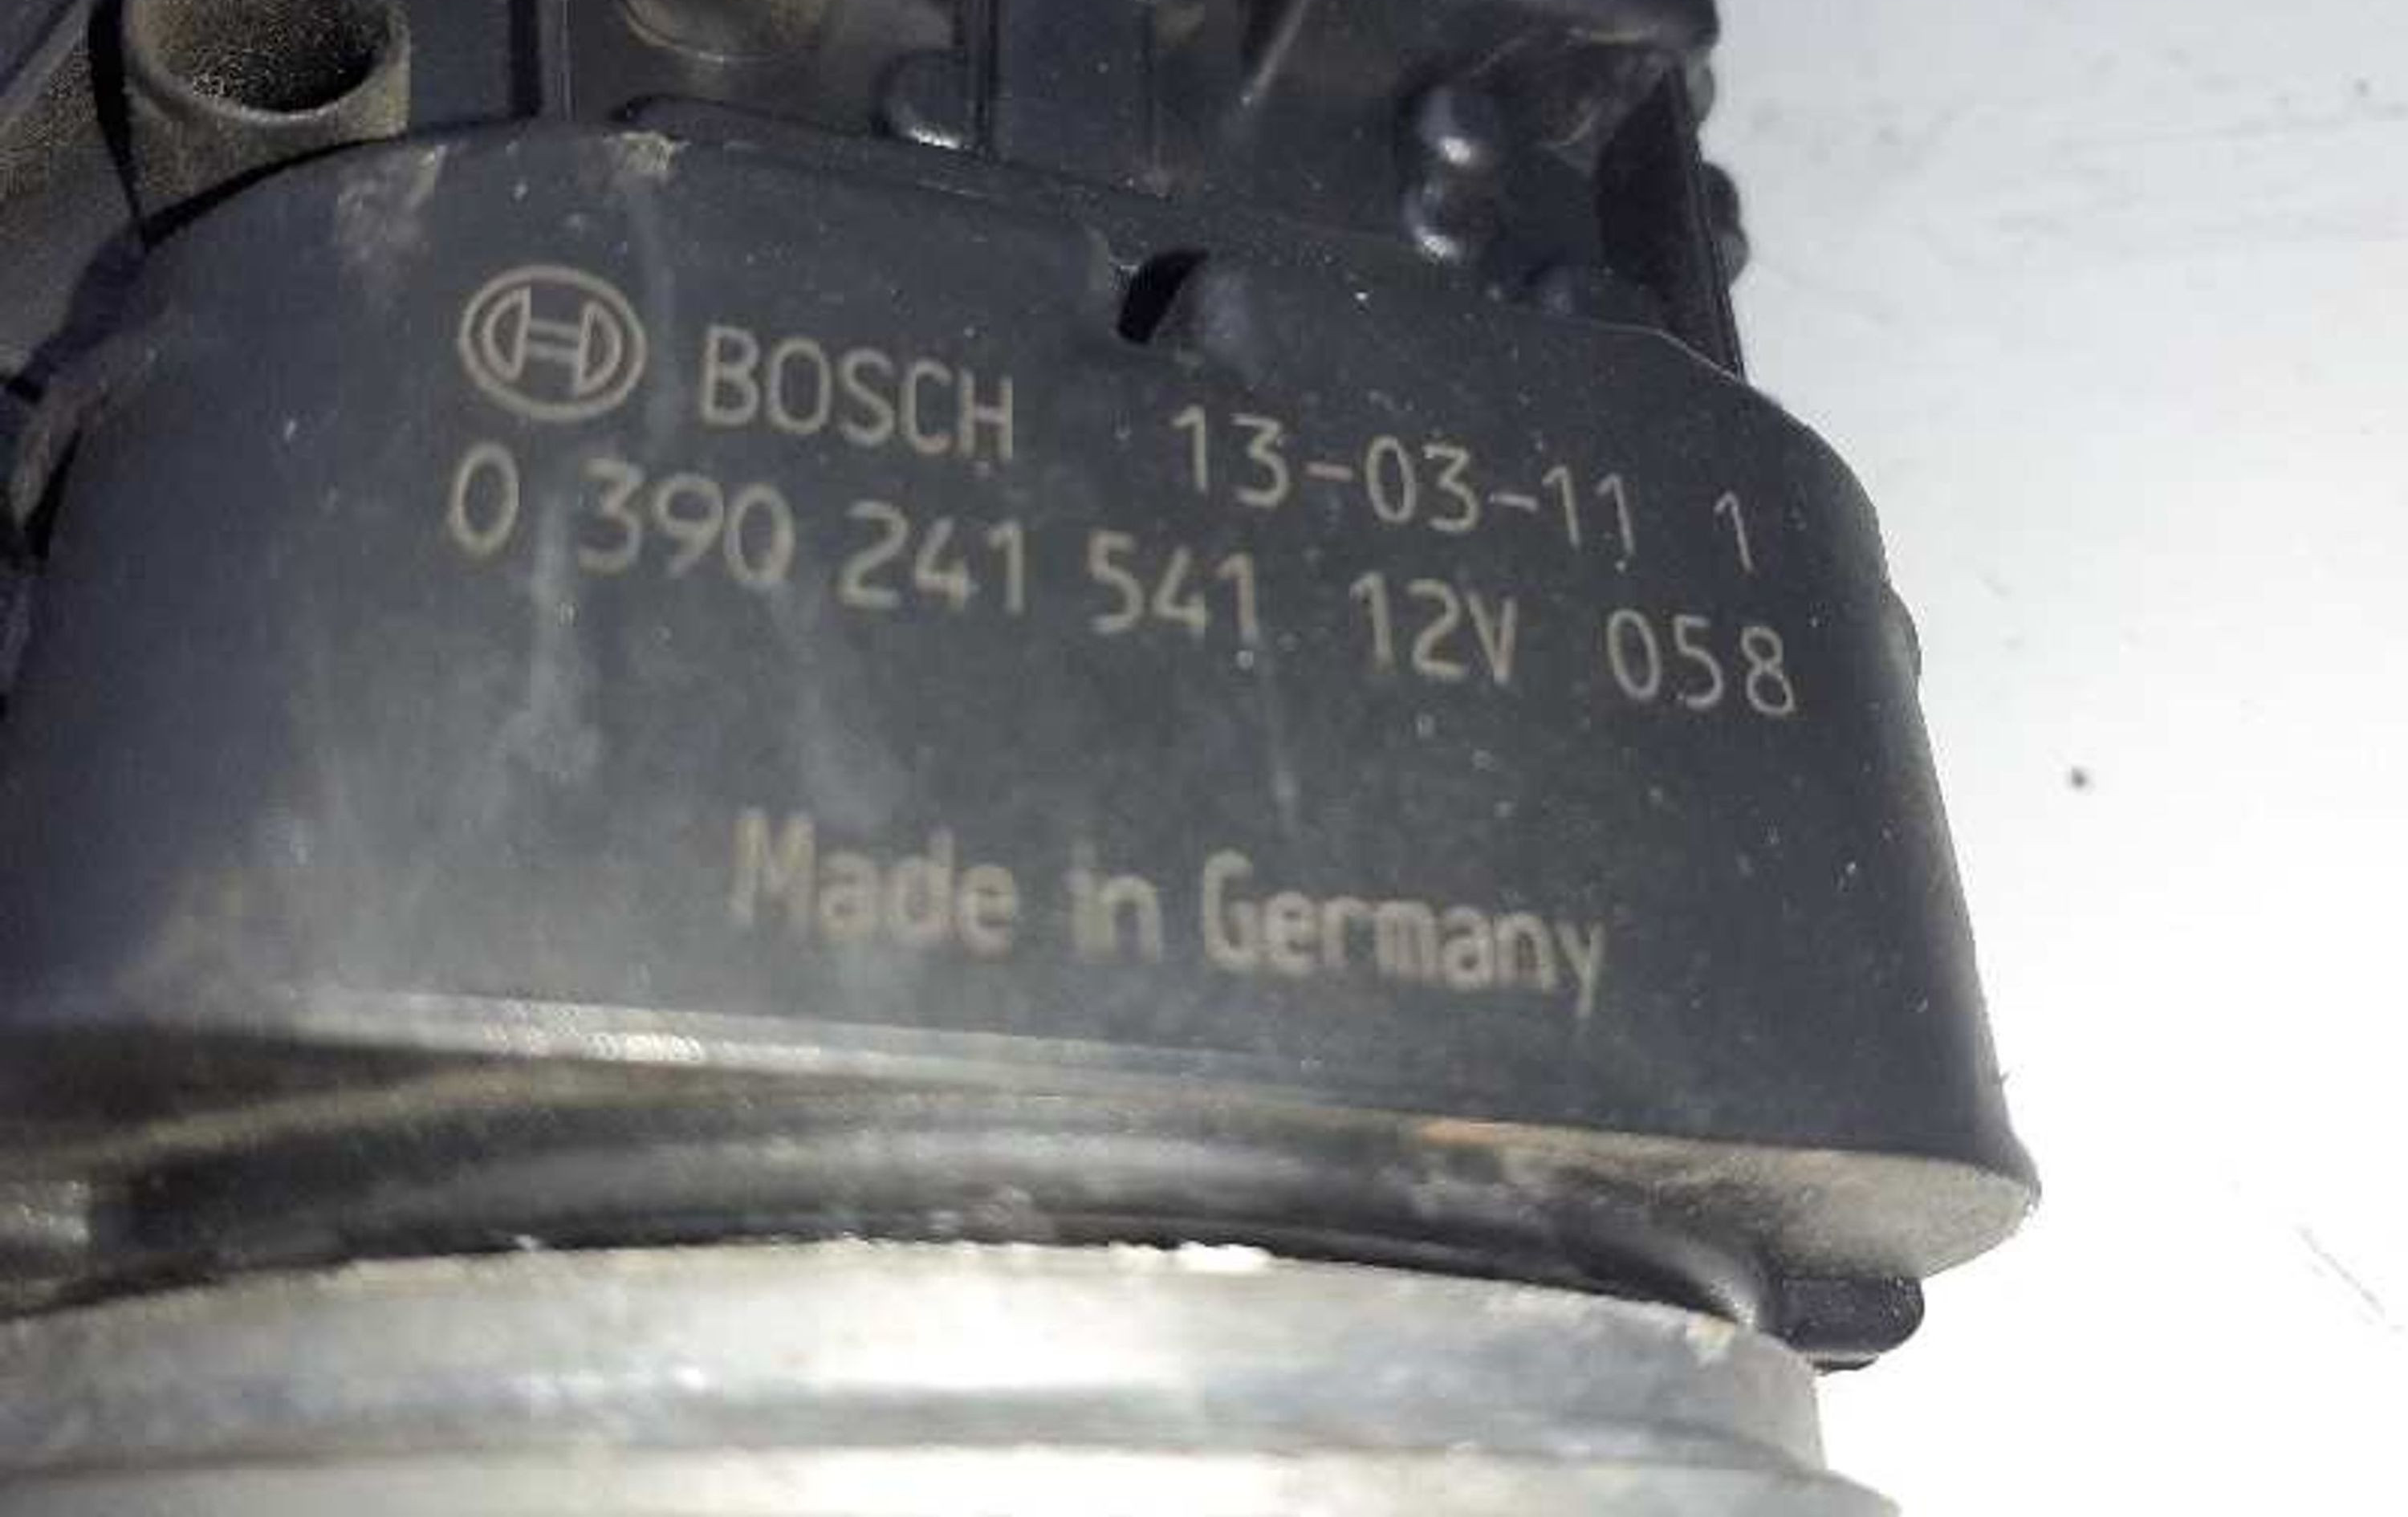 BOSCH 13-03-11 1
0 390 241 541 12V 058
Made in Germany